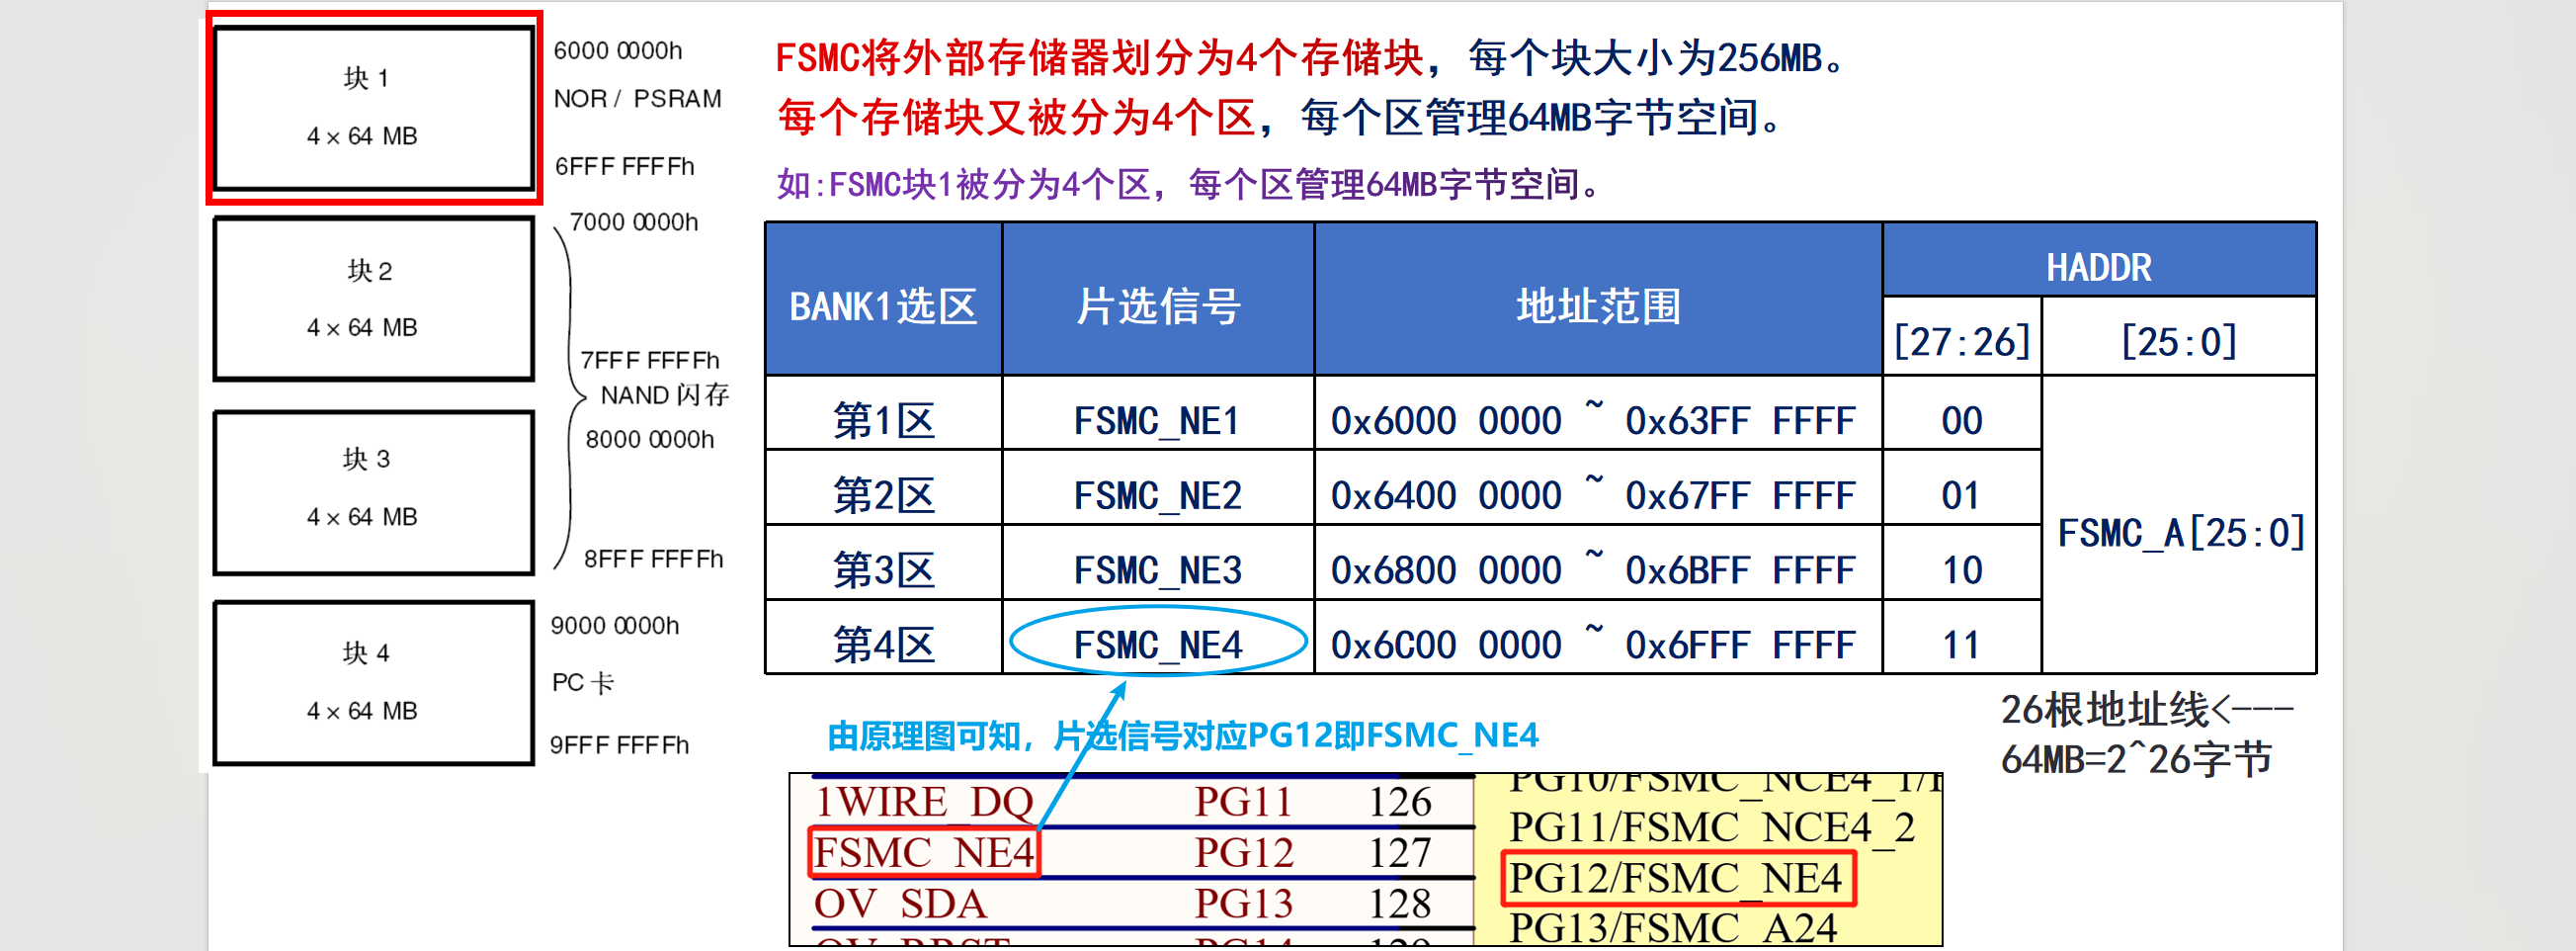 块 1
4 × 64 MB
6000 0000h
NOR / PSRAM
6FFF FFFFh
块 2
4 × 64 MB
7000 0000h
7FFF FFFFh
NAND 闪存
8000 0000h
块 3
4 × 64 MB
8FFF FFFFh
块 4
4 × 64 MB
9000 0000h
PC 卡
9FFF FFFFh
FSMC将外部存储器划分为4个存储块，每个块大小为256MB。
每个存储块又被分为4个区，每个区管理64MB字节空间。
如:FSMC块1被分为4个区，每个区管理64MB字节空间。
BANK1选区 片选信号 地址范围 HADDR
[27:26] [25:0]
第1区 FSMC_NE1 0x6000 0000 ~ 0x63FF FFFF 00
第2区 FSMC_NE2 0x6400 0000 ~ 0x67FF FFFF 01
FSMC_A[25:0]
第3区 FSMC_NE3 0x6800 0000 ~ 0x6BFF FFFF 10
第4区 FSMC_NE4 0x6C00 0000 ~ 0x6FFF FFFF 11
26根地址线<---
64MB=2^26字节
由原理图可知，片选信号对应PG12即FSMC_NE4
1WIRE_DQ PG11 126
FSMC_NE4 PG12 127
OV_SDA PG13 128
PG10/FSMC_NCE4_1/
PG11/FSMC_NCE4_2
PG12/FSMC_NE4
PG13/FSMC_A24